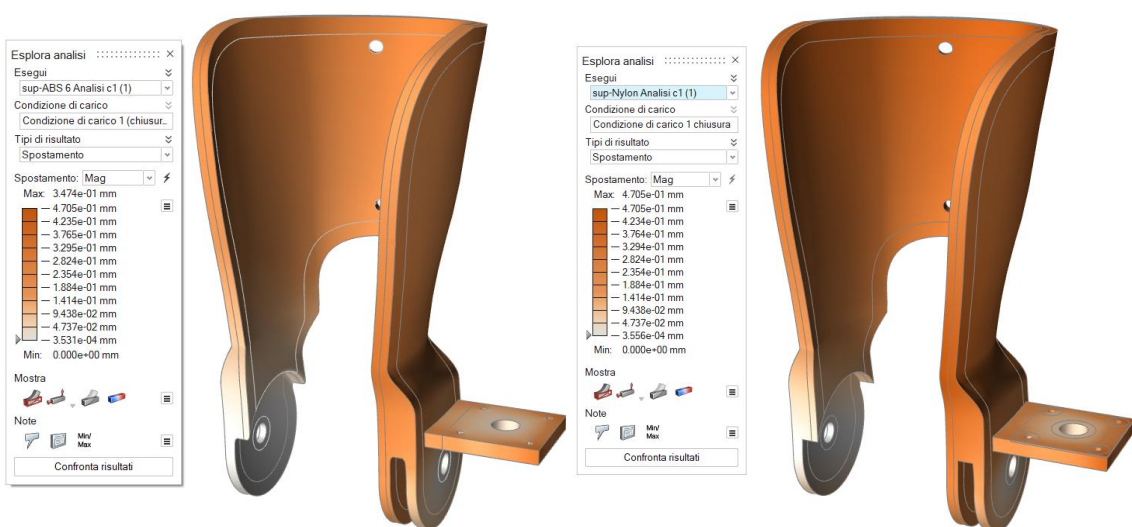 Esplora analisi
Esegui
sup-ABS 6 Analisi c1 (1)
Condizione di carico
Condizione di carico 1 (chiusur..
Tipi di risultato
Spostamento
Spostamento: Mag
Max: 3.474e-01 mm
4.705e-01 mm
4.235e-01 mm
3.765e-01 mm
3.295e-01 mm
2.824e-01 mm
2.354e-01 mm
1.884e-01 mm
1.414e-01 mm
9.438e-02 mm
4.737e-02 mm
3.531e-04 mm
Min: 0.000e+00 mm
Mostra
Note
Min/
Max
Confronta risultati
Esplora analisi
Esegui
sup-Nylon Analisi c1 (1)
Condizione di carico
Condizione di carico 1 chiusura
Tipi di risultato
Spostamento
Spostamento: Mag
Max: 4.705e-01 mm
4.705e-01 mm
4.234e-01 mm
3.764e-01 mm
3.294e-01 mm
2.824e-01 mm
2.354e-01 mm
1.884e-01 mm
1.414e-01 mm
9.438e-02 mm
4.737e-02 mm
3.556e-04 mm
Min: 0.000e+00 mm
Mostra
Note
Min/
Max
Confronta risultati